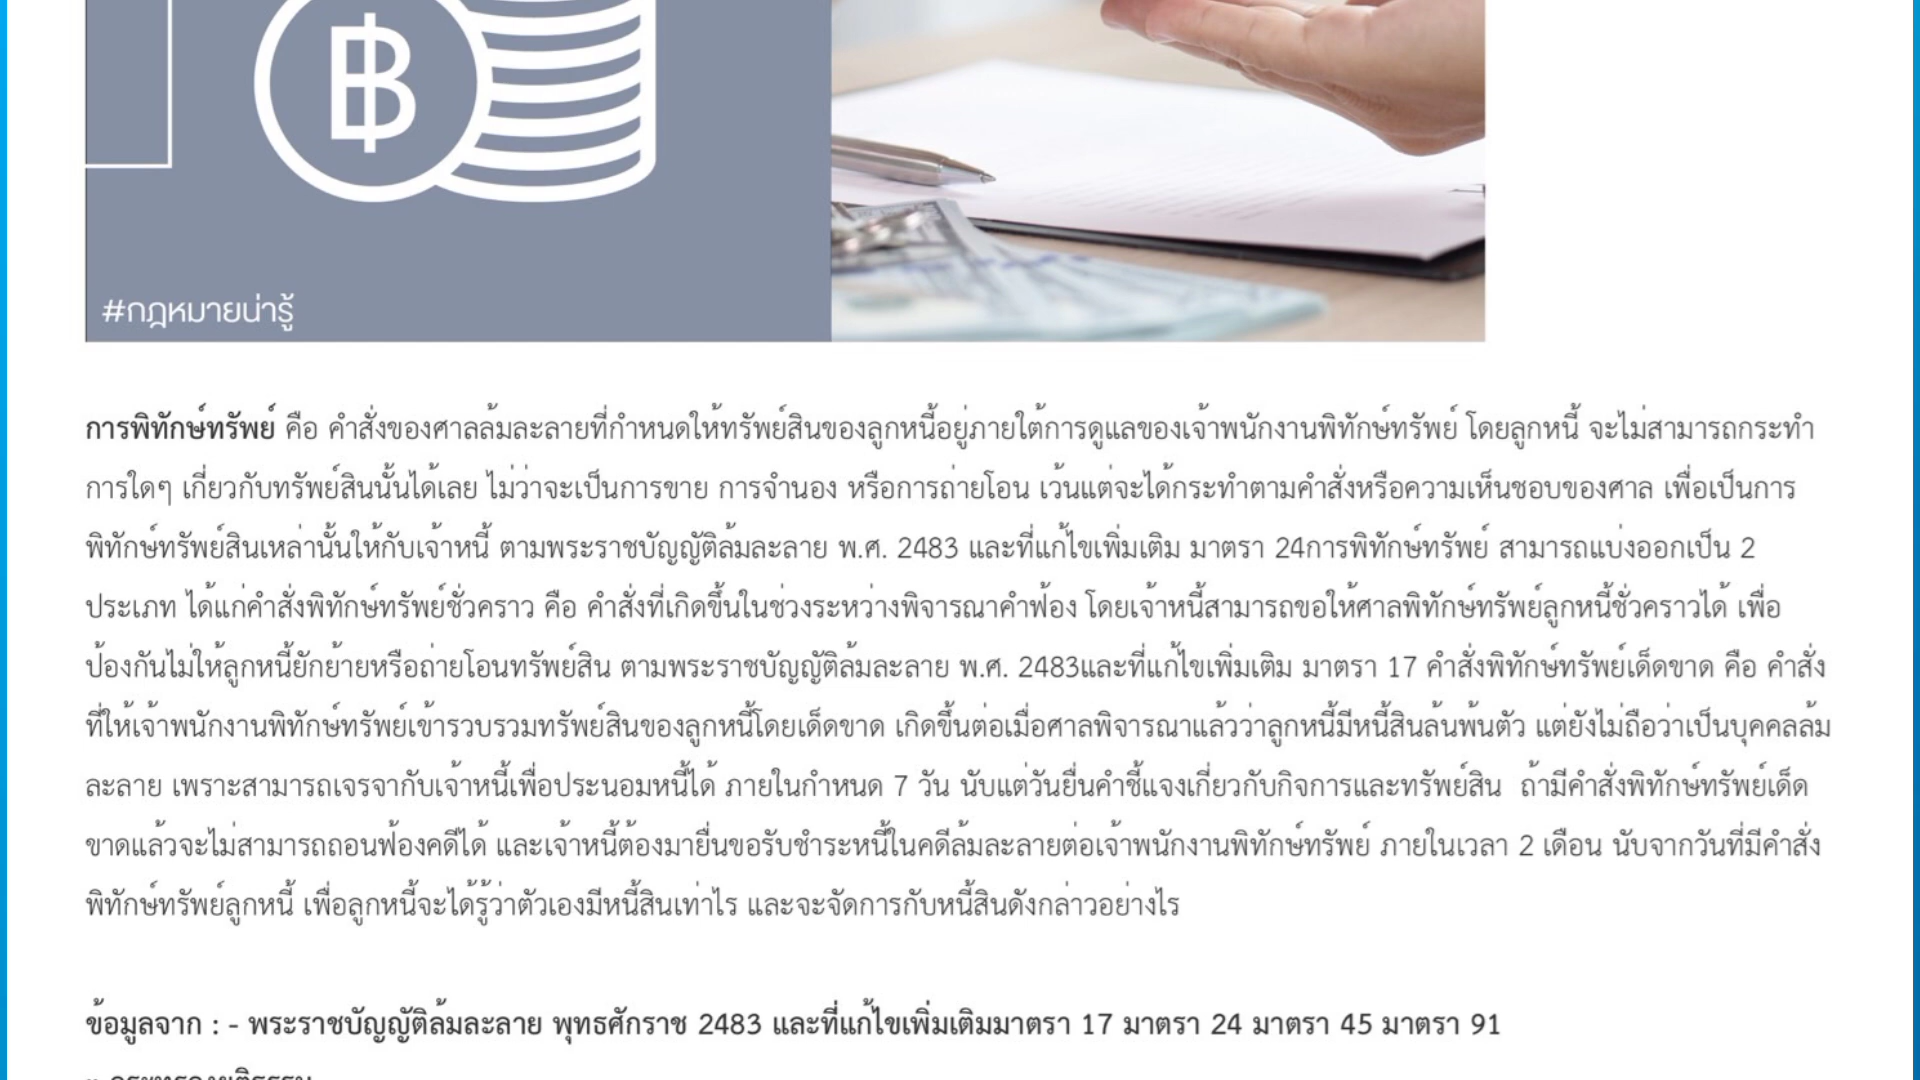 #กฎหมายน่ารู้
การพิทักษ์ทรัพย์ คือ คำสั่งของศาลล้มละลายที่กำหนดให้ทรัพย์สินของลูกหนี้อยู่ภายใต้การดูแลของเจ้าพนักงานพิทักษ์ทรัพย์ โดยลูกหนี้ จะไม่สามารถกระทำ
การใดๆ เกี่ยวกับทรัพย์สินนั้นได้เลย ไม่ว่าจะเป็นการขาย การจำนอง หรือการถ่ายโอน เว้นแต่จะได้กระทำตามคำสั่งหรือความเห็นชอบของศาล เพื่อเป็นการ
พิทักษ์ทรัพย์สินเหล่านั้นให้กับเจ้าหนี้ ตามพระราชบัญญัติล้มละลาย พ.ศ. 2483 และที่แก้ไขเพิ่มเติม มาตรา 24การพิทักษ์ทรัพย์ สามารถแบ่งออกเป็น 2
ประเภท ได้แก่คำสั่งพิทักษ์ทรัพย์ชั่วคราว คือ คำสั่งที่เกิดขึ้นในช่วงระหว่างพิจารณาคำฟ้อง โดยเจ้าหนี้สามารถขอให้ศาลพิทักษ์ทรัพย์ลูกหนี้ชั่วคราวได้ เพื่อ
ป้องกันไม่ให้ลูกหนี้ยักย้ายหรือถ่ายโอนทรัพย์สิน ตามพระราชบัญญัติล้มละลาย พ.ศ. 2483และที่แก้ไขเพิ่มเติม มาตรา 17 คำสั่งพิทักษ์ทรัพย์เด็ดขาด คือ คำสั่ง
ที่ให้เจ้าพนักงานพิทักษ์ทรัพย์เข้ารวบรวมทรัพย์สินของลูกหนี้โดยเด็ดขาด เกิดขึ้นต่อเมื่อศาลพิจารณาแล้วว่าลูกหนี้มีหนี้สินล้นพ้นตัว แต่ยังไม่ถือว่าเป็นบุคคลล้ม
ละลาย เพราะสามารถเจรจากับเจ้าหนี้เพื่อประนอมหนี้ได้ ภายในกำหนด 7 วัน นับแต่วันยื่นคำชี้แจงเกี่ยวกับกิจการและทรัพย์สิน ถ้ามีคำสั่งพิทักษ์ทรัพย์เด็ด
ขาดแล้วจะไม่สามารถถอนฟ้องคดีได้ และเจ้าหนี้ต้องมายื่นขอรับชำระหนี้ในคดีล้มละลายต่อเจ้าพนักงานพิทักษ์ทรัพย์ ภายในเวลา 2 เดือน นับจากวันที่มีคำสั่ง
พิทักษ์ทรัพย์ลูกหนี้ เพื่อลูกหนี้จะได้รู้ว่าตัวเองมีหนี้สินเท่าไร และจะจัดการกับหนี้สินดังกล่าวอย่างไร
ข้อมูลจาก : - พระราชบัญญัติล้มละลาย พุทธศักราช 2483 และที่แก้ไขเพิ่มเติมมาตรา 17 มาตรา 24 มาตรา 45 มาตรา 91